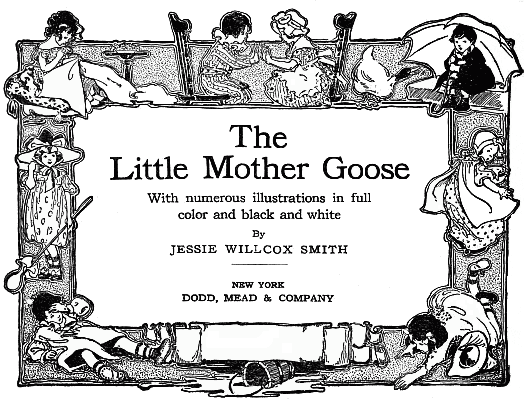 The
Little Mother Goose
With numerous illustrations in full
color and black and white
By
JESSIE WILLCOX SMITH
NEW YORK
DODD, MEAD & COMPANY